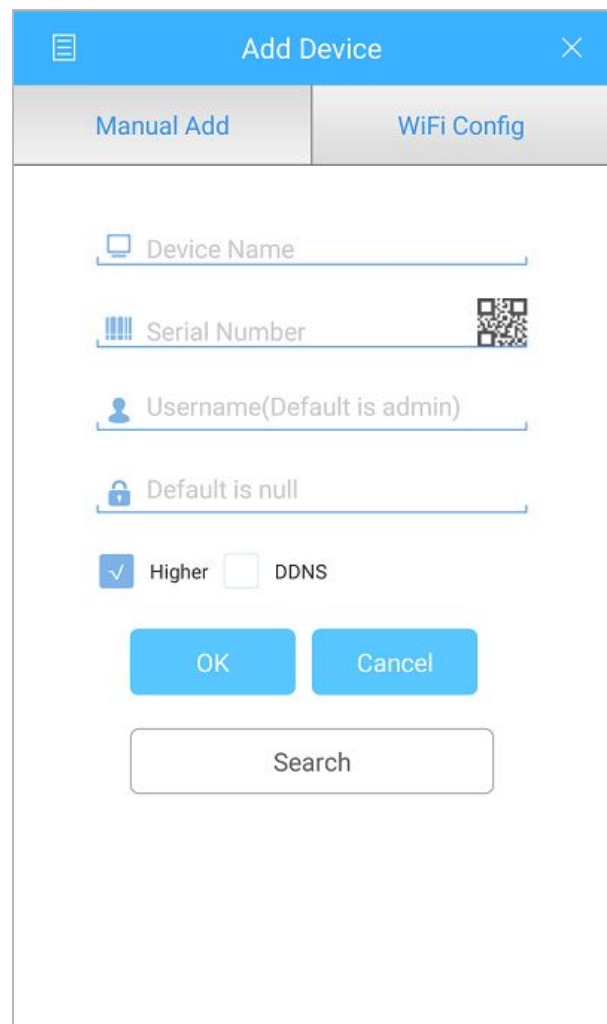 Add Device
Manual Add WiFi Config
Device Name
Serial Number
Username(Default is admin)
Default is null
Higher DDNS
OK Cancel
Search